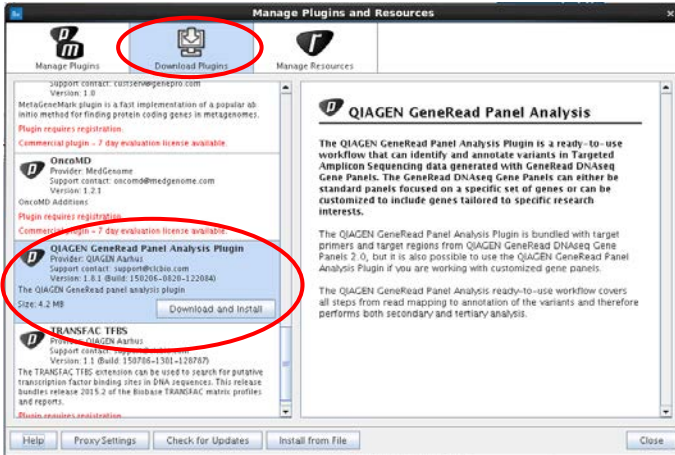 Manage Plugins and Resources
Manage Plugins
Download Plugins
Manage Resources
Support contact: custserv@genepro.com
Version: 1.0
MetaGeneMark plugin is a fast implementation of a popular ab
initio method for finding protein coding genes in metagenomes.
Plugin requires registration.
Commercial plugin - 7 day evaluation license available.
OncoMD
Provider: MedGenome
Support contact: oncomd@medgenome.com
Version: 1.2.1
OncoMD Additions
Plugin requires registration.
Commercial plugin - 7 day evaluation license available.
QIAGEN GeneRead Panel Analysis Plugin
Provider: QIAGEN Aarhus
Support contact: support@clcbio.com
Version: 1.8.1 (Build: 150206-0820-122084)
The QIAGEN GeneRead panel analysis plugin
Size: 4.2 MB
Download and Install
TRANSFAC TFBS
Provider: QIAGEN Aarhus
Support contact:
Version: 1.1 (Build: 150706-1301-128787)
The TRANSFAC TFBS extension can be used to search for putative
transcription factor binding sites in DNA sequences. This release
bundles release 2015.2 of the Biobase TRANSFAC matrix profiles
and reports.
Plugin requires registration.
QIAGEN GeneRead Panel Analysis
The QIAGEN GeneRead Panel Analysis Plugin is a ready-to-use
workflow that can identify and annotate variants in Targeted
Amplicon Sequencing data generated with GeneRead DNAseq
Gene Panels. The GeneRead DNAseq Gene Panels can either be
standard panels focused on a specific set of genes or can be
customized to include genes tailored to specific research
interests.
The QIAGEN GeneRead Panel Analysis Plugin is bundled with target
primers and target regions from QIAGEN GeneRead DNAseq Gene
Panels 2.0, but it is also possible to use the QIAGEN GeneRead Panel
Analysis Plugin if you are working with customized gene panels.
The QIAGEN GeneRead Panel Analysis ready-to-use workflow covers
all steps from read mapping to annotation of the variants and therefore
performs both secondary and tertiary analysis.
Help
Proxy Settings
Check for Updates
Install from File
Close